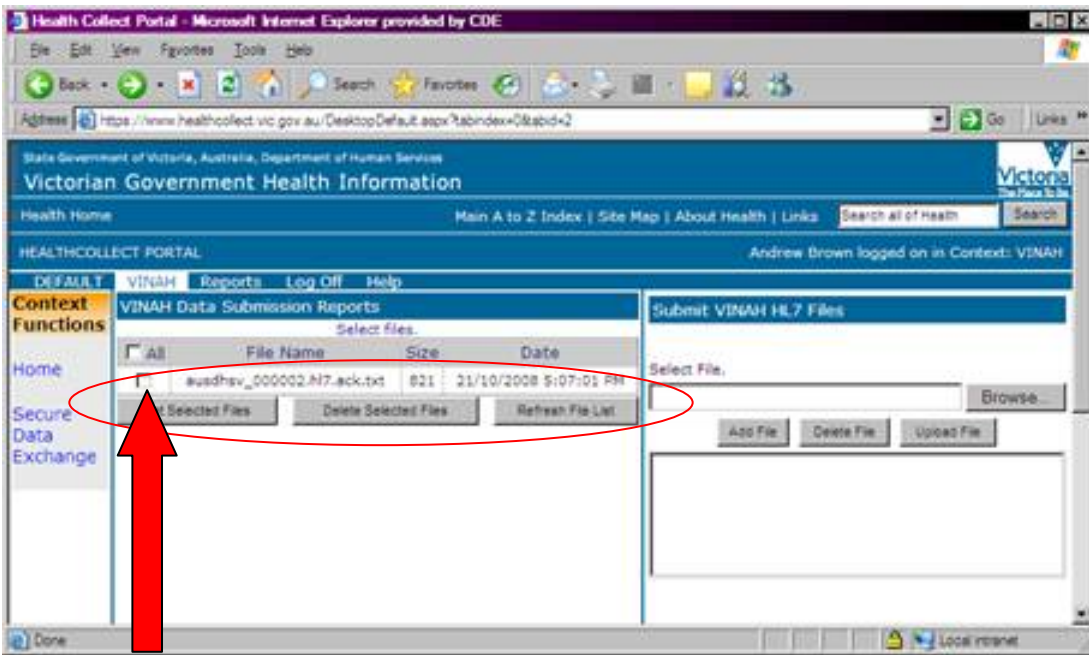 Health Collect Portal - Microsoft Internet Explorer provided by CDE
File Edit View Favorites Tools Help
Back Search Favorites
Address https://www.healthcollect.vic.gov.au/DesktopDefault.aspx?tabindex=0&tabid=2 Go Links
State Government of Victoria, Australia, Department of Human Services
Victorian Government Health Information
Victoria
The Place To Be
Health Home Main A to Z Index | Site Map | About Health | Links Search all of Health Search
HEALTHCOLLECT PORTAL Andrew Brown logged on in Context: VINAH
DEFAULT VINAH Reports Log Off Help
Context Functions
Home
Secure Data Exchange
VINAH Data Submission Reports
Select files.
All File Name Size Date
ausdhsv_000002.hl7.ack.txt 821 21/10/2008 5:07:01 PM
Selected Files Delete Selected Files Refresh File List
Submit VINAH HL7 Files
Select File.
Browse...
Add File Delete File Upload File
Done Local intranet